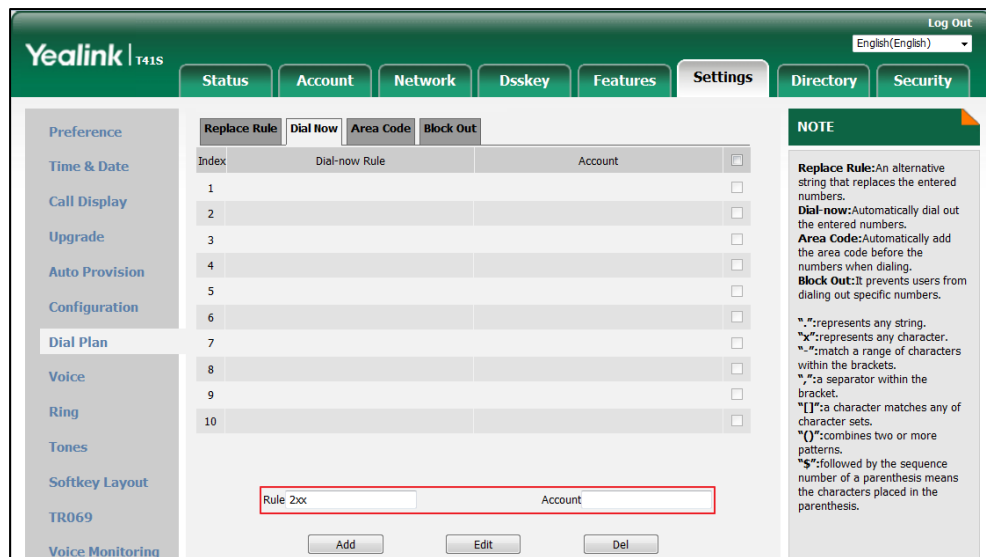 Log Out
Yealink T41S
English(English)
Status Account Network Dsskey Features Settings Directory Security
Preference
Time & Date
Call Display
Upgrade
Auto Provision
Configuration
Dial Plan
Voice
Ring
Tones
Softkey Layout
TR069
Voice Monitoring
Replace Rule Dial Now Area Code Block Out
Index Dial-now Rule Account
1
2
3
4
5
6
7
8
9
10
Rule 2xx Account
Add Edit Del
NOTE
Replace Rule:An alternative
string that replaces the entered
numbers.
Dial-now:Automatically dial out
the entered numbers.
Area Code:Automatically add
the area code before the
numbers when dialing.
Block Out:It prevents users from
dialing out specific numbers.
".":represents any string.
"x":represents any character.
"-":match a range of characters
within the brackets.
",":a separator within the
bracket.
"[]":a character matches any of
character sets.
"()":combines two or more
patterns.
"$":followed by the sequence
number of a parenthesis means
the characters placed in the
parenthesis.